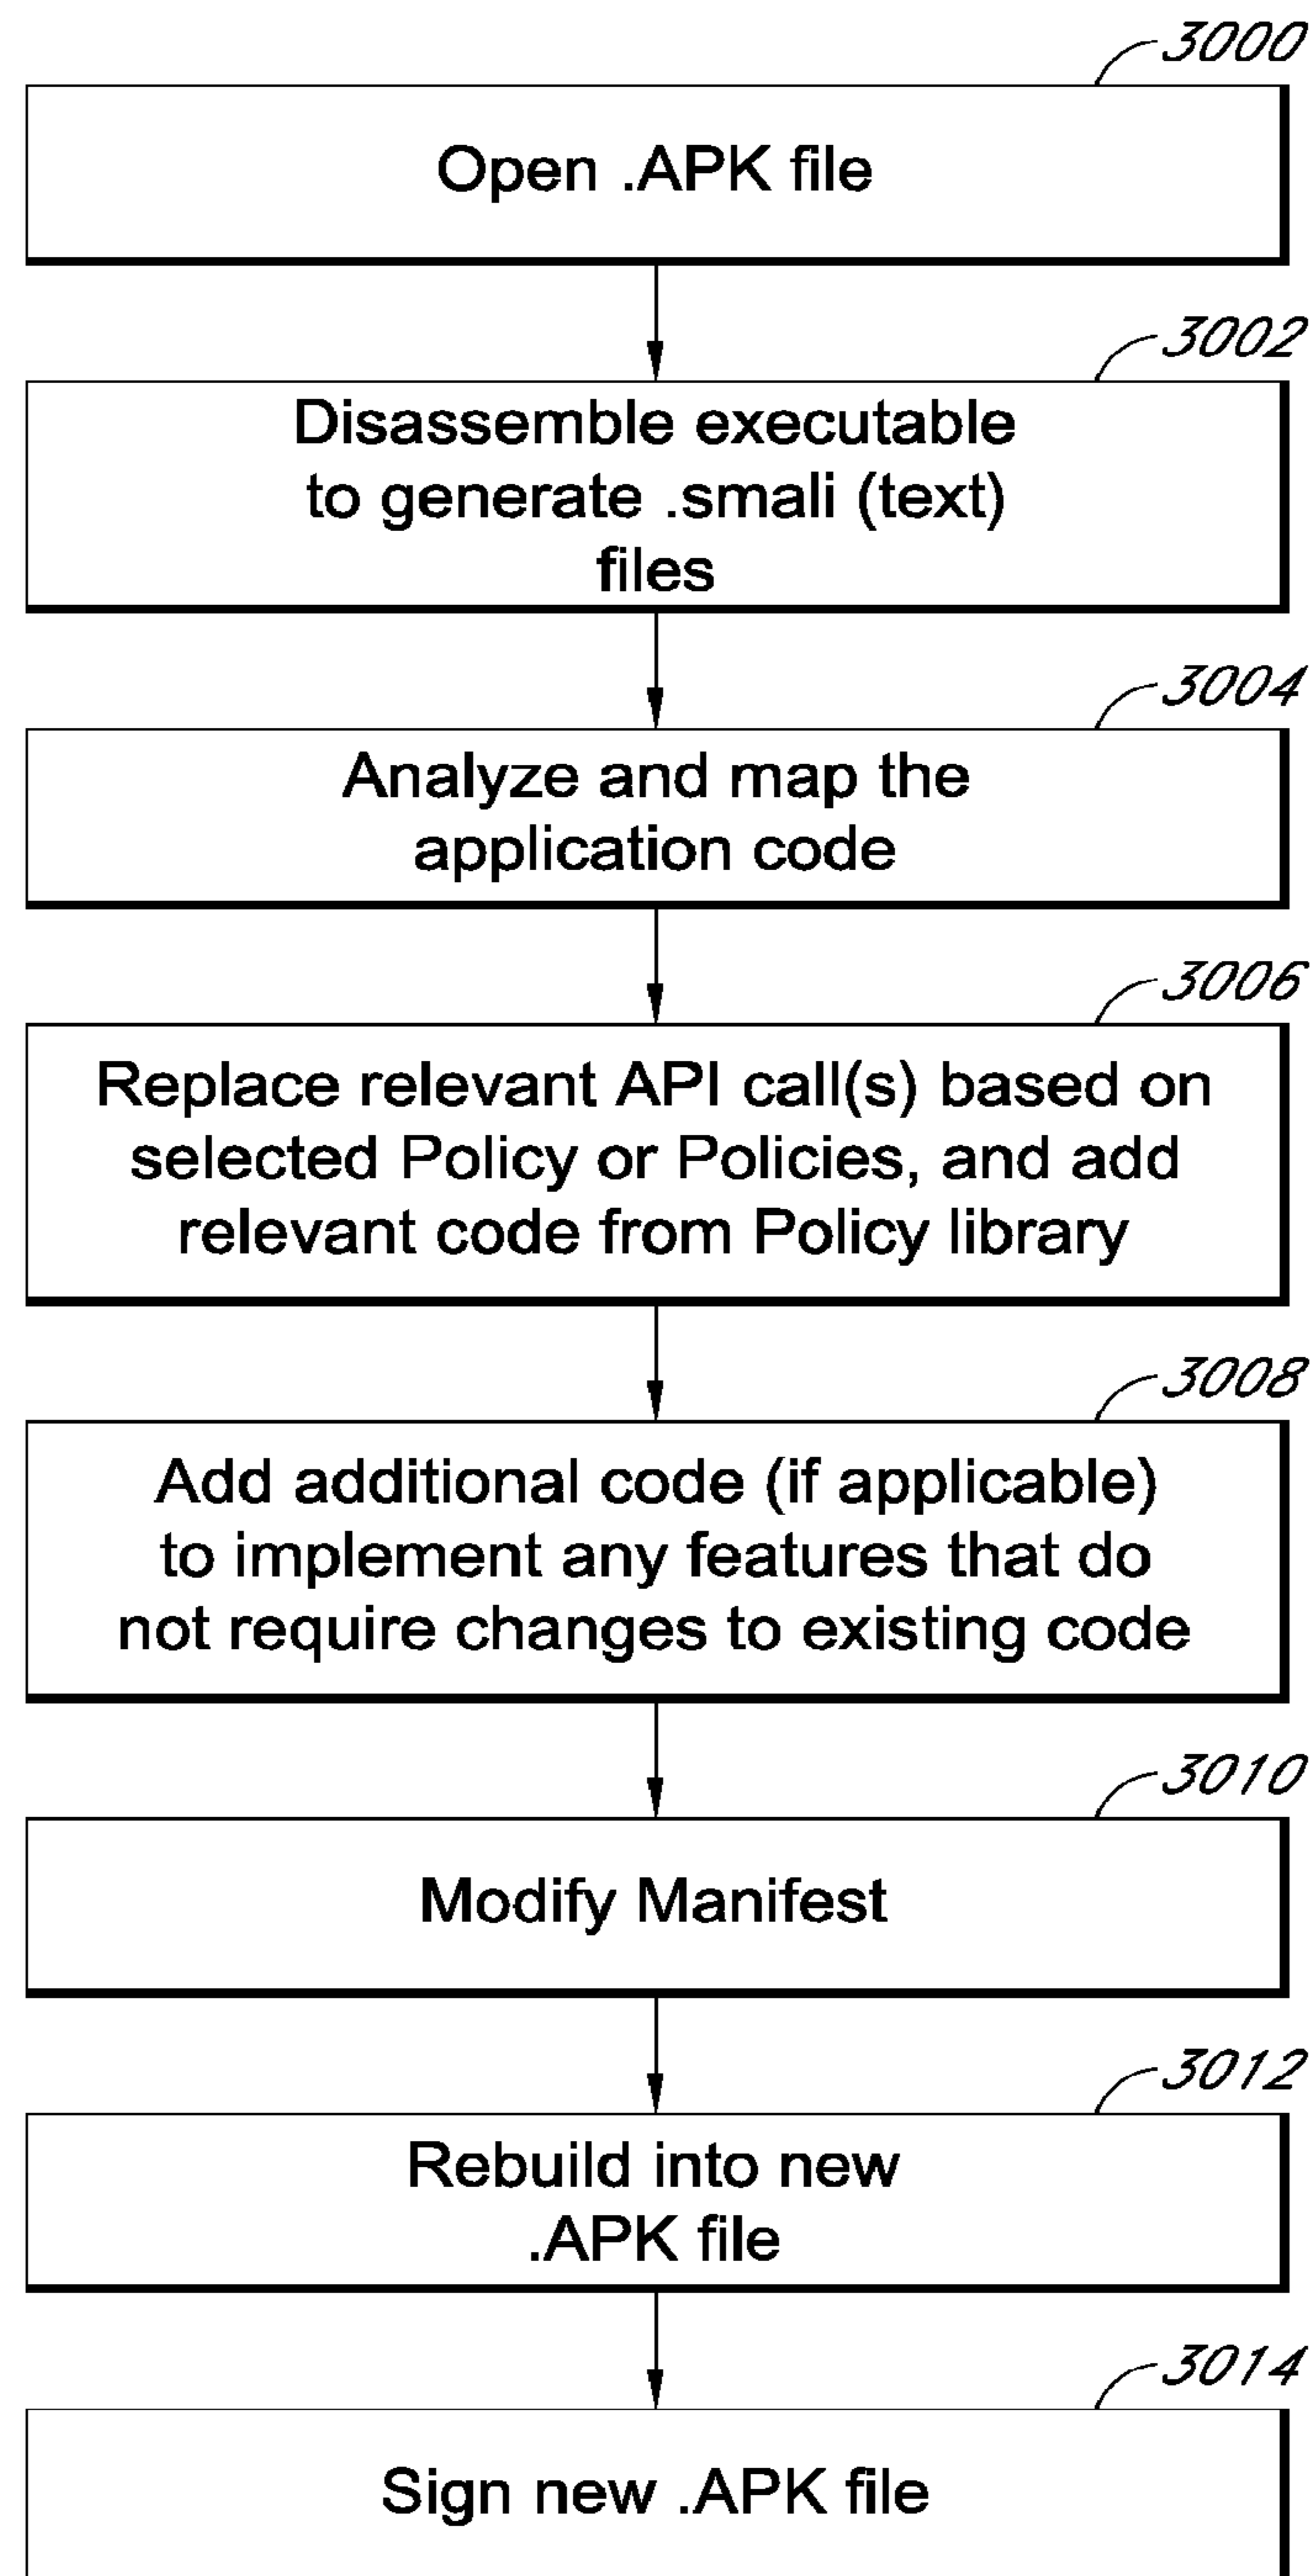 3000
Open .APK file
3002
Disassemble executable
to generate .smali (text)
files
3004
Analyze and map the
application code
3006
Replace relevant API call(s) based on
selected Policy or Policies, and add
relevant code from Policy library
3008
Add additional code (if applicable)
to implement any features that do
not require changes to existing code
3010
Modify Manifest
3012
Rebuild into new
.APK file
3014
Sign new .APK file